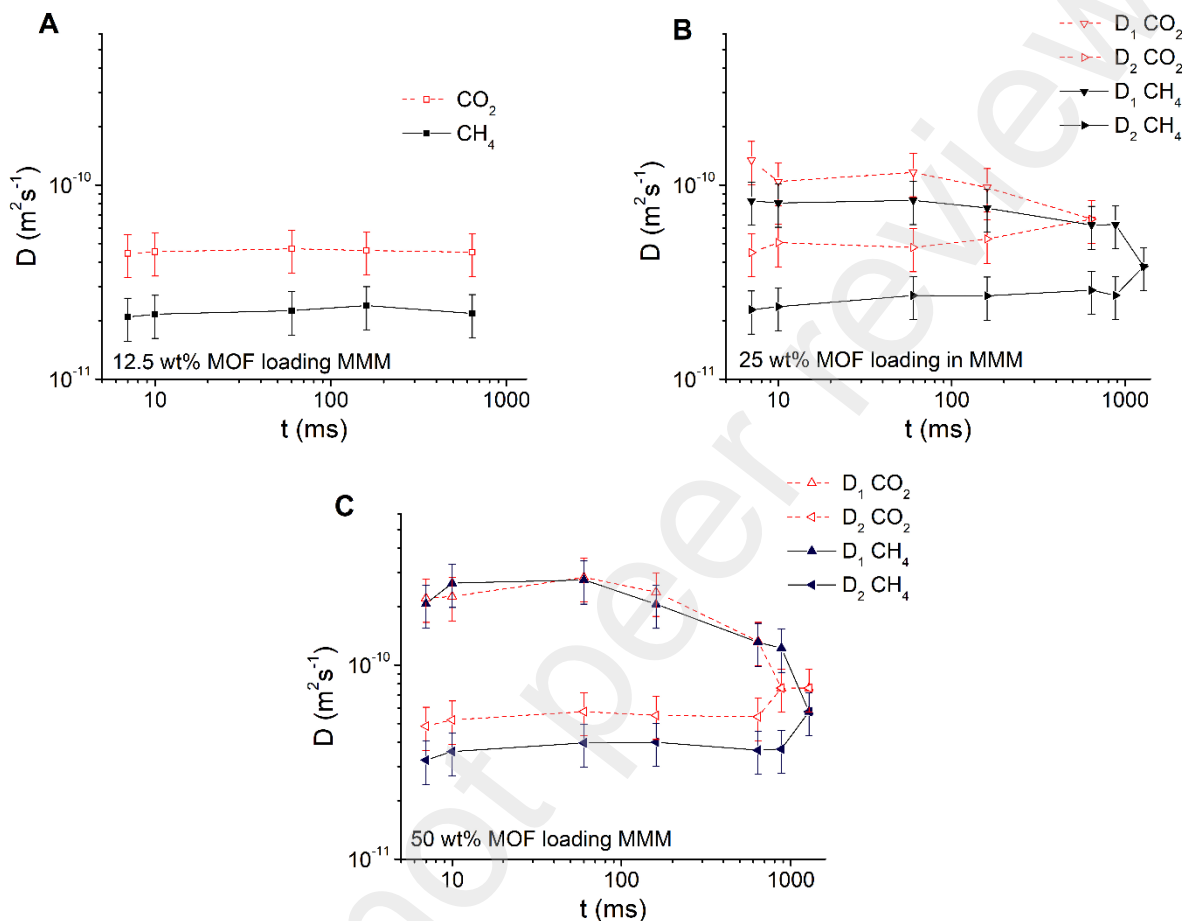 A
CO₂
CH₄
D (m²s⁻¹)
10⁻¹⁰
10⁻¹¹
12.5 wt% MOF loading MMM
10
100
1000
t (ms)
B
D₁ CO₂
D₂ CO₂
D₁ CH₄
D₂ CH₄
D (m²s⁻¹)
10⁻¹⁰
10⁻¹¹
25 wt% MOF loading in MMM
10
100
1000
t (ms)
C
D₁ CO₂
D₂ CO₂
D₁ CH₄
D₂ CH₄
D (m²s⁻¹)
10⁻¹⁰
10⁻¹¹
50 wt% MOF loading MMM
10
100
1000
t (ms)
not peer review